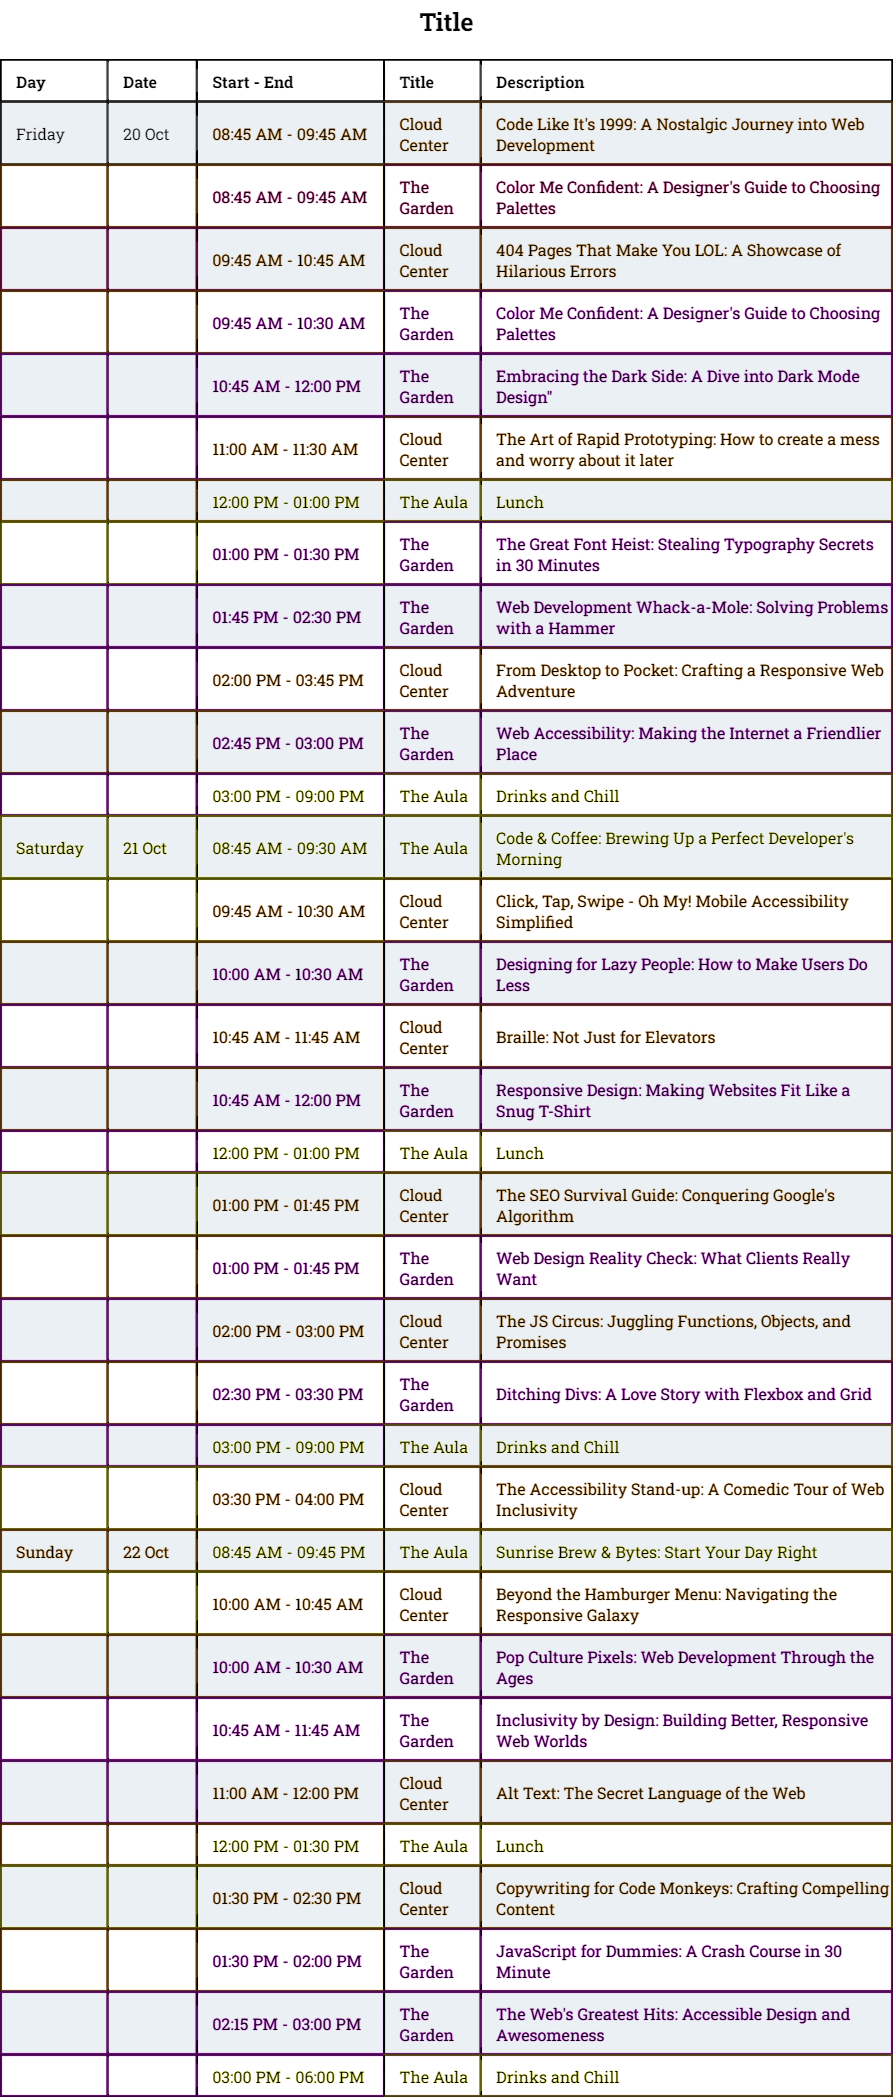 Title
Day Date Start - End Title Description
Friday 20 Oct 08:45 AM - 09:45 AM Cloud Center Code Like It's 1999: A Nostalgic Journey into Web Development
08:45 AM - 09:45 AM The Garden Color Me Confident: A Designer's Guide to Choosing Palettes
09:45 AM - 10:45 AM Cloud Center 404 Pages That Make You LOL: A Showcase of Hilarious Errors
09:45 AM - 10:30 AM The Garden Color Me Confident: A Designer's Guide to Choosing Palettes
10:45 AM - 12:00 PM The Garden Embracing the Dark Side: A Dive into Dark Mode Design"
11:00 AM - 11:30 AM Cloud Center The Art of Rapid Prototyping: How to create a mess and worry about it later
12:00 PM - 01:00 PM The Aula Lunch
01:00 PM - 01:30 PM The Garden The Great Font Heist: Stealing Typography Secrets in 30 Minutes
01:45 PM - 02:30 PM The Garden Web Development Whack-a-Mole: Solving Problems with a Hammer
02:00 PM - 03:45 PM Cloud Center From Desktop to Pocket: Crafting a Responsive Web Adventure
02:45 PM - 03:00 PM The Garden Web Accessibility: Making the Internet a Friendlier Place
03:00 PM - 09:00 PM The Aula Drinks and Chill
Saturday 21 Oct 08:45 AM - 09:30 AM The Aula Code & Coffee: Brewing Up a Perfect Developer's Morning
09:45 AM - 10:30 AM Cloud Center Click, Tap, Swipe - Oh My! Mobile Accessibility Simplified
10:00 AM - 10:30 AM The Garden Designing for Lazy People: How to Make Users Do Less
10:45 AM - 11:45 AM Cloud Center Braille: Not Just for Elevators
10:45 AM - 12:00 PM The Garden Responsive Design: Making Websites Fit Like a Snug T-Shirt
12:00 PM - 01:00 PM The Aula Lunch
01:00 PM - 01:45 PM Cloud Center The SEO Survival Guide: Conquering Google's Algorithm
01:00 PM - 01:45 PM The Garden Web Design Reality Check: What Clients Really Want
02:00 PM - 03:00 PM Cloud Center The JS Circus: Juggling Functions, Objects, and Promises
02:30 PM - 03:30 PM The Garden Ditching Divs: A Love Story with Flexbox and Grid
03:00 PM - 09:00 PM The Aula Drinks and Chill
03:30 PM - 04:00 PM Cloud Center The Accessibility Stand-up: A Comedic Tour of Web Inclusivity
Sunday 22 Oct 08:45 AM - 09:45 PM The Aula Sunrise Brew & Bytes: Start Your Day Right
10:00 AM - 10:45 AM Cloud Center Beyond the Hamburger Menu: Navigating the Responsive Galaxy
10:00 AM - 10:30 AM The Garden Pop Culture Pixels: Web Development Through the Ages
10:45 AM - 11:45 AM The Garden Inclusivity by Design: Building Better, Responsive Web Worlds
11:00 AM - 12:00 PM Cloud Center Alt Text: The Secret Language of the Web
12:00 PM - 01:30 PM The Aula Lunch
01:30 PM - 02:30 PM Cloud Center Copywriting for Code Monkeys: Crafting Compelling Content
01:30 PM - 02:00 PM The Garden JavaScript for Dummies: A Crash Course in 30 Minute
02:15 PM - 03:00 PM The Garden The Web's Greatest Hits: Accessible Design and Awesomeness
03:00 PM - 06:00 PM The Aula Drinks and Chill